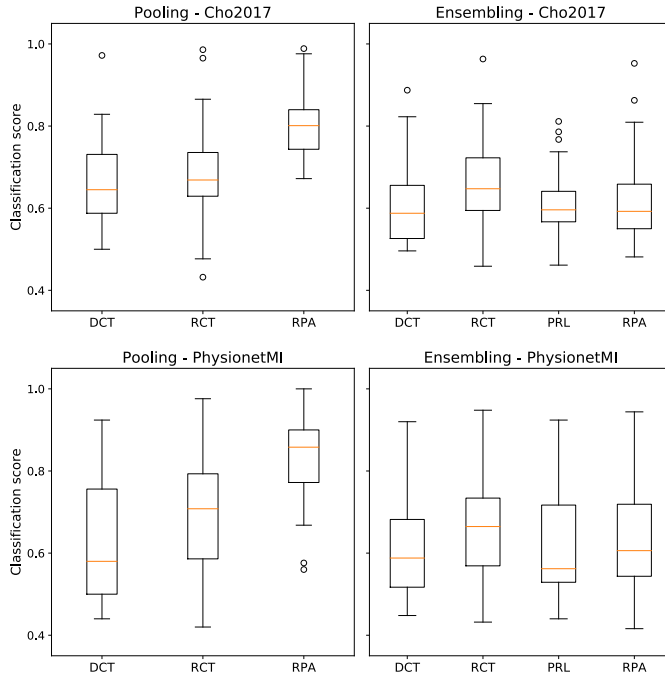 Pooling - Cho2017
Classification score
1.0
0.8
0.6
0.4
DCT RCT RPA
Ensembling - Cho2017
DCT RCT PRL RPA
Pooling - PhysionetMI
Classification score
1.0
0.8
0.6
0.4
DCT RCT RPA
Ensembling - PhysionetMI
DCT RCT PRL RPA